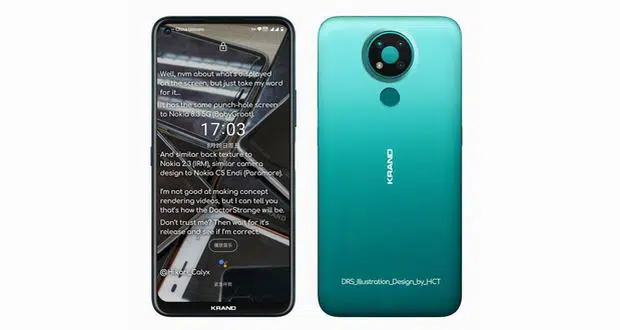 China Unicom
Well, nvm about what's displayed
on the screen, but just take my word
for it...
It has the same punch-hole screen
to Nokia 8.3 5G (BabyGroot).
17:03
And similar back texture to
Nokia 2.3 (IRM), similar camera
design to Nokia C5 Endi (Paramore).
I'm not good at making concept
rendering videos, but I can tell you
that's how the DoctorStrange will be.
Don't trust me? Then wait for it's
release and see if I'm correct.
@Hikari_Calyx
KRAND
KRAND
DRS_Illustration_Design_by_HCT